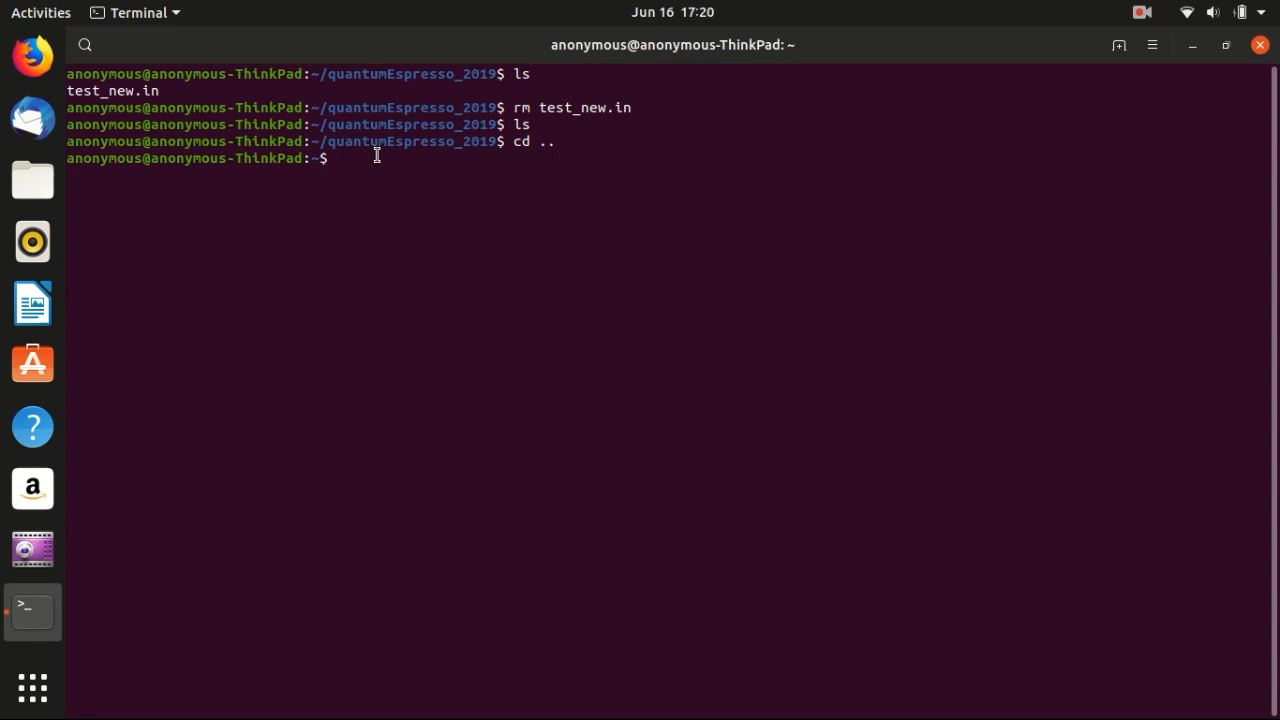 Activities Terminal Jun 16 17:20
anonymous@anonymous-ThinkPad: ~
anonymous@anonymous-ThinkPad:~/quantumEspresso_2019$ ls
test_new.in
anonymous@anonymous-ThinkPad:~/quantumEspresso_2019$ rm test_new.in
anonymous@anonymous-ThinkPad:~/quantumEspresso_2019$ ls
anonymous@anonymous-ThinkPad:~/quantumEspresso_2019$ cd ..
anonymous@anonymous-ThinkPad:~$